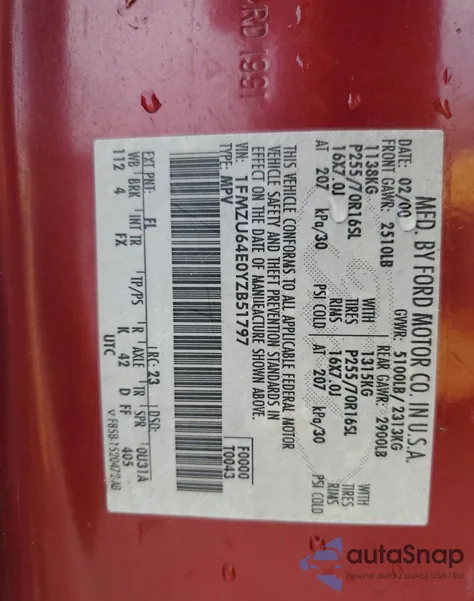 RD 1991
MFD. BY FORD MOTOR CO. IN U.S.A.
DATE: 02/00 GVWR: 5100LB / 2313KG
FRONT GAWR: 2510LB REAR GAWR: 2900LB
1138KG WITH 1315KG WITH
P255/70R16SL TIRES P255/70R16SL TIRES
16X7.0J RIMS 16X7.0J RIMS
AT 207 kPa/30 PSI COLD AT 207 kPa/30 PSI COLD
THIS VEHICLE CONFORMS TO ALL APPLICABLE FEDERAL MOTOR
VEHICLE SAFETY AND THEFT PREVENTION STANDARDS IN
EFFECT ON THE DATE OF MANUFACTURE SHOWN ABOVE.
VIN: 1FMZU64E0YZB51797 F0000
TYPE: MPV T0043
EXT PNT: FL RC: 23 DSO:
WB BRK INT TR TP/PS R AXLE TR SPR 0U31A
112 4 FX K 42 D FF 405
UTC
autoSnap